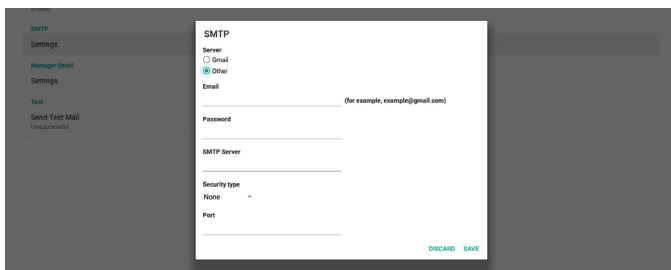 Enable
SMTP
Settings
Manager Email
Settings
Test
Send Test Mail
Unsuccessful
SMTP
Server
Gmail
Other
Email
(for example, example@gmail.com)
Password
SMTP Server
Security type
None
Port
DISCARD SAVE